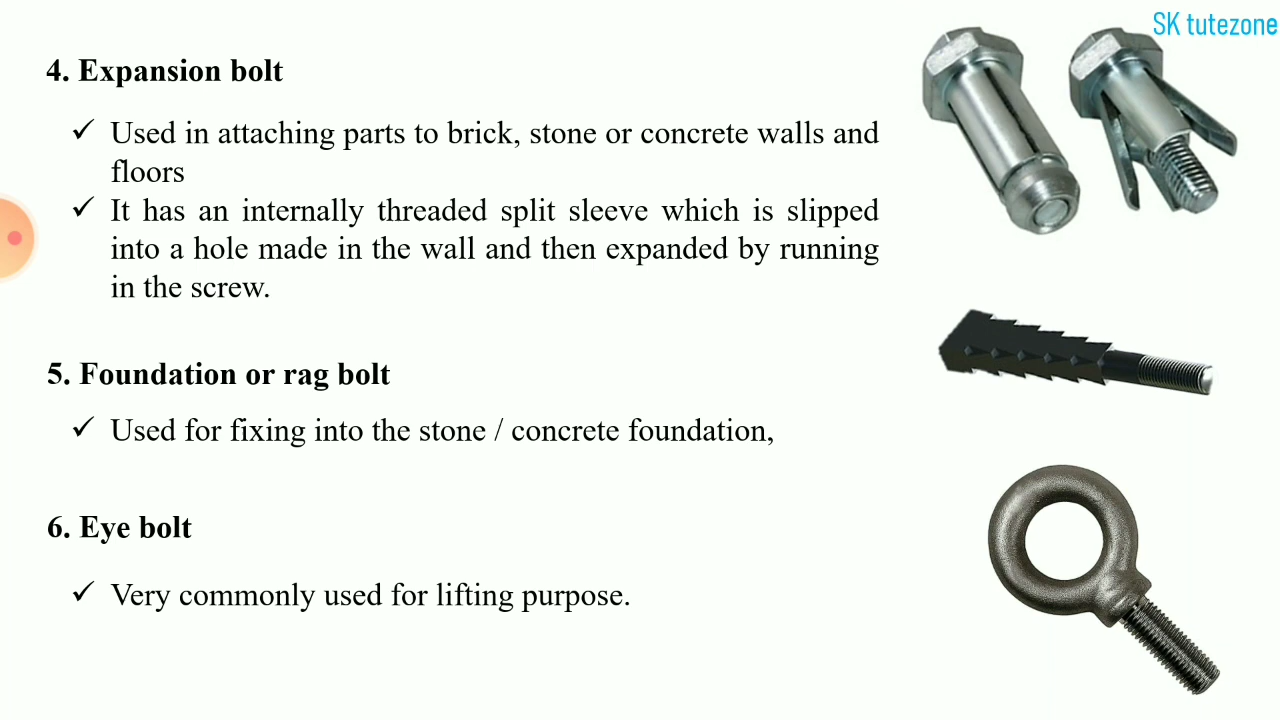 SK tutezone
4. Expansion bolt
✓ Used in attaching parts to brick, stone or concrete walls and
floors
✓ It has an internally threaded split sleeve which is slipped
into a hole made in the wall and then expanded by running
in the screw.
5. Foundation or rag bolt
✓ Used for fixing into the stone / concrete foundation,
6. Eye bolt
✓ Very commonly used for lifting purpose.